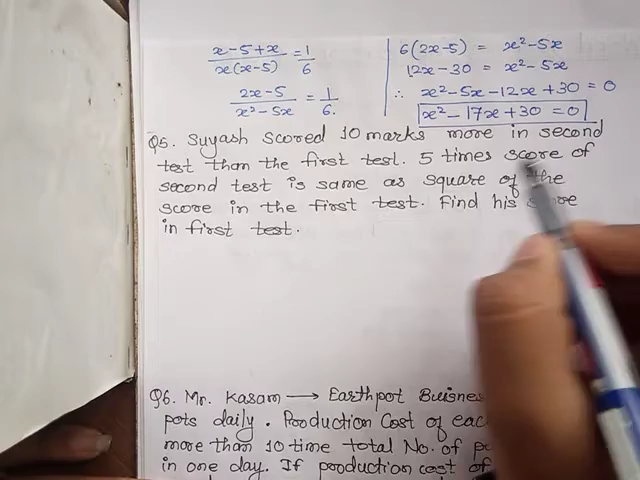 x-5+x / x(x-5) = 1/6
2x-5 / x²-5x = 1/6.
6(2x-5) = x²-5x
12x-30 = x²-5x
∴ x²-5x-12x+30 = 0
x²-17x+30 = 0
Q5. Suyash scored 10 marks more in second
test than the first test. 5 times score of
second test is same as square of the
score in the first test. Find his
in first test.
Q6. Mr. Kasam → Earthpot
pots daily. Production Cost of
more than 10 time total No. of
in one day. If production cost of